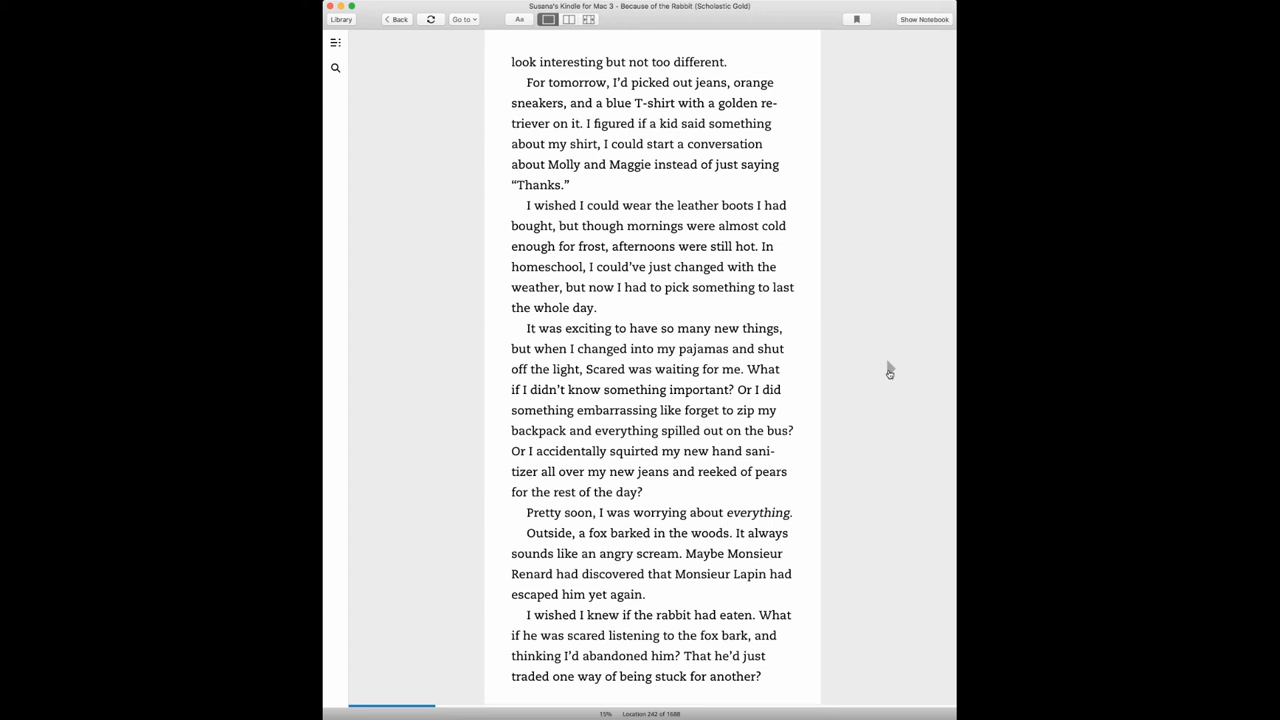 Susana's Kindle for Mac 3 - Because of the Rabbit (Scholastic Gold)
Library
Back
Go to
Aa
Show Notebook
look interesting but not too different.
For tomorrow, I’d picked out jeans, orange
sneakers, and a blue T-shirt with a golden re-
triever on it. I figured if a kid said something
about my shirt, I could start a conversation
about Molly and Maggie instead of just saying
“Thanks.”
I wished I could wear the leather boots I had
bought, but though mornings were almost cold
enough for frost, afternoons were still hot. In
homeschool, I could’ve just changed with the
weather, but now I had to pick something to last
the whole day.
It was exciting to have so many new things,
but when I changed into my pajamas and shut
off the light, Scared was waiting for me. What
if I didn’t know something important? Or I did
something embarrassing like forget to zip my
backpack and everything spilled out on the bus?
Or I accidentally squirted my new hand sani-
tizer all over my new jeans and reeked of pears
for the rest of the day?
Pretty soon, I was worrying about everything.
Outside, a fox barked in the woods. It always
sounds like an angry scream. Maybe Monsieur
Renard had discovered that Monsieur Lapin had
escaped him yet again.
I wished I knew if the rabbit had eaten. What
if he was scared listening to the fox bark, and
thinking I’d abandoned him? That he’d just
traded one way of being stuck for another?
15% Location 242 of 1688